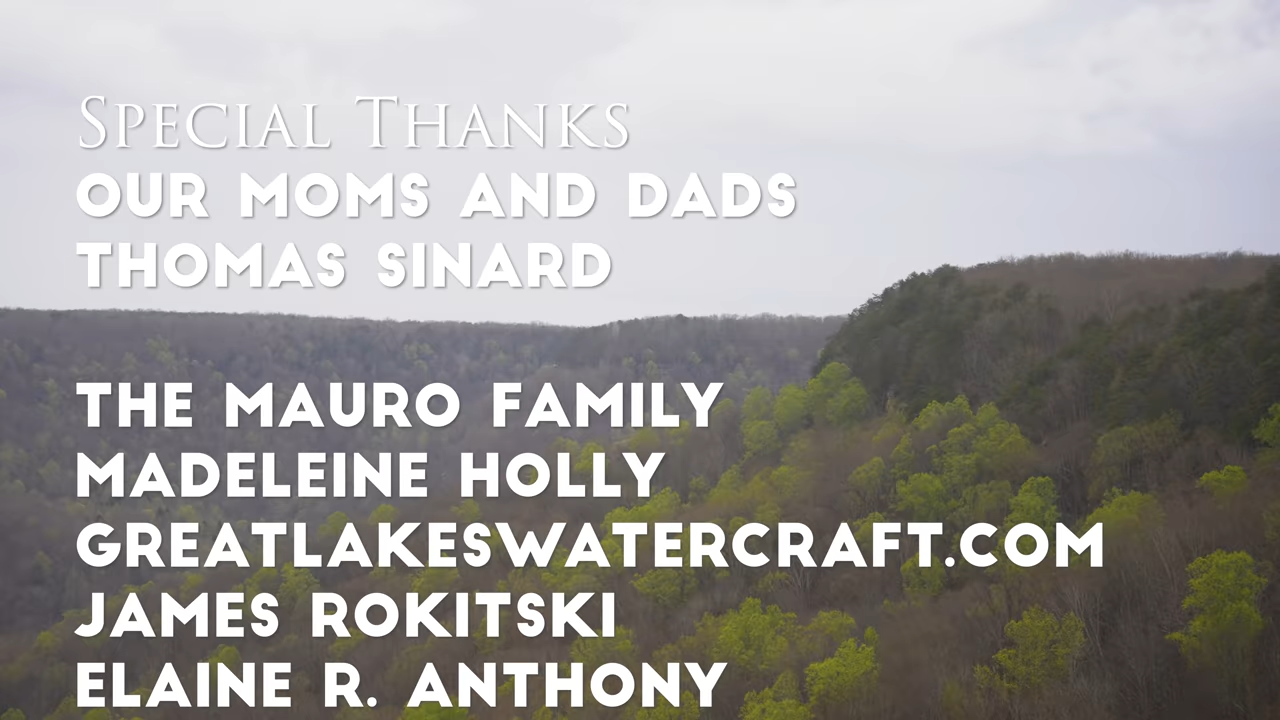 Special Thanks
OUR MOMS AND DADS
THOMAS SINARD
THE MAURO FAMILY
MADELEINE HOLLY
GREATLAKESWATERCRAFT.COM
JAMES ROKITSKI
ELAINE R. ANTHONY